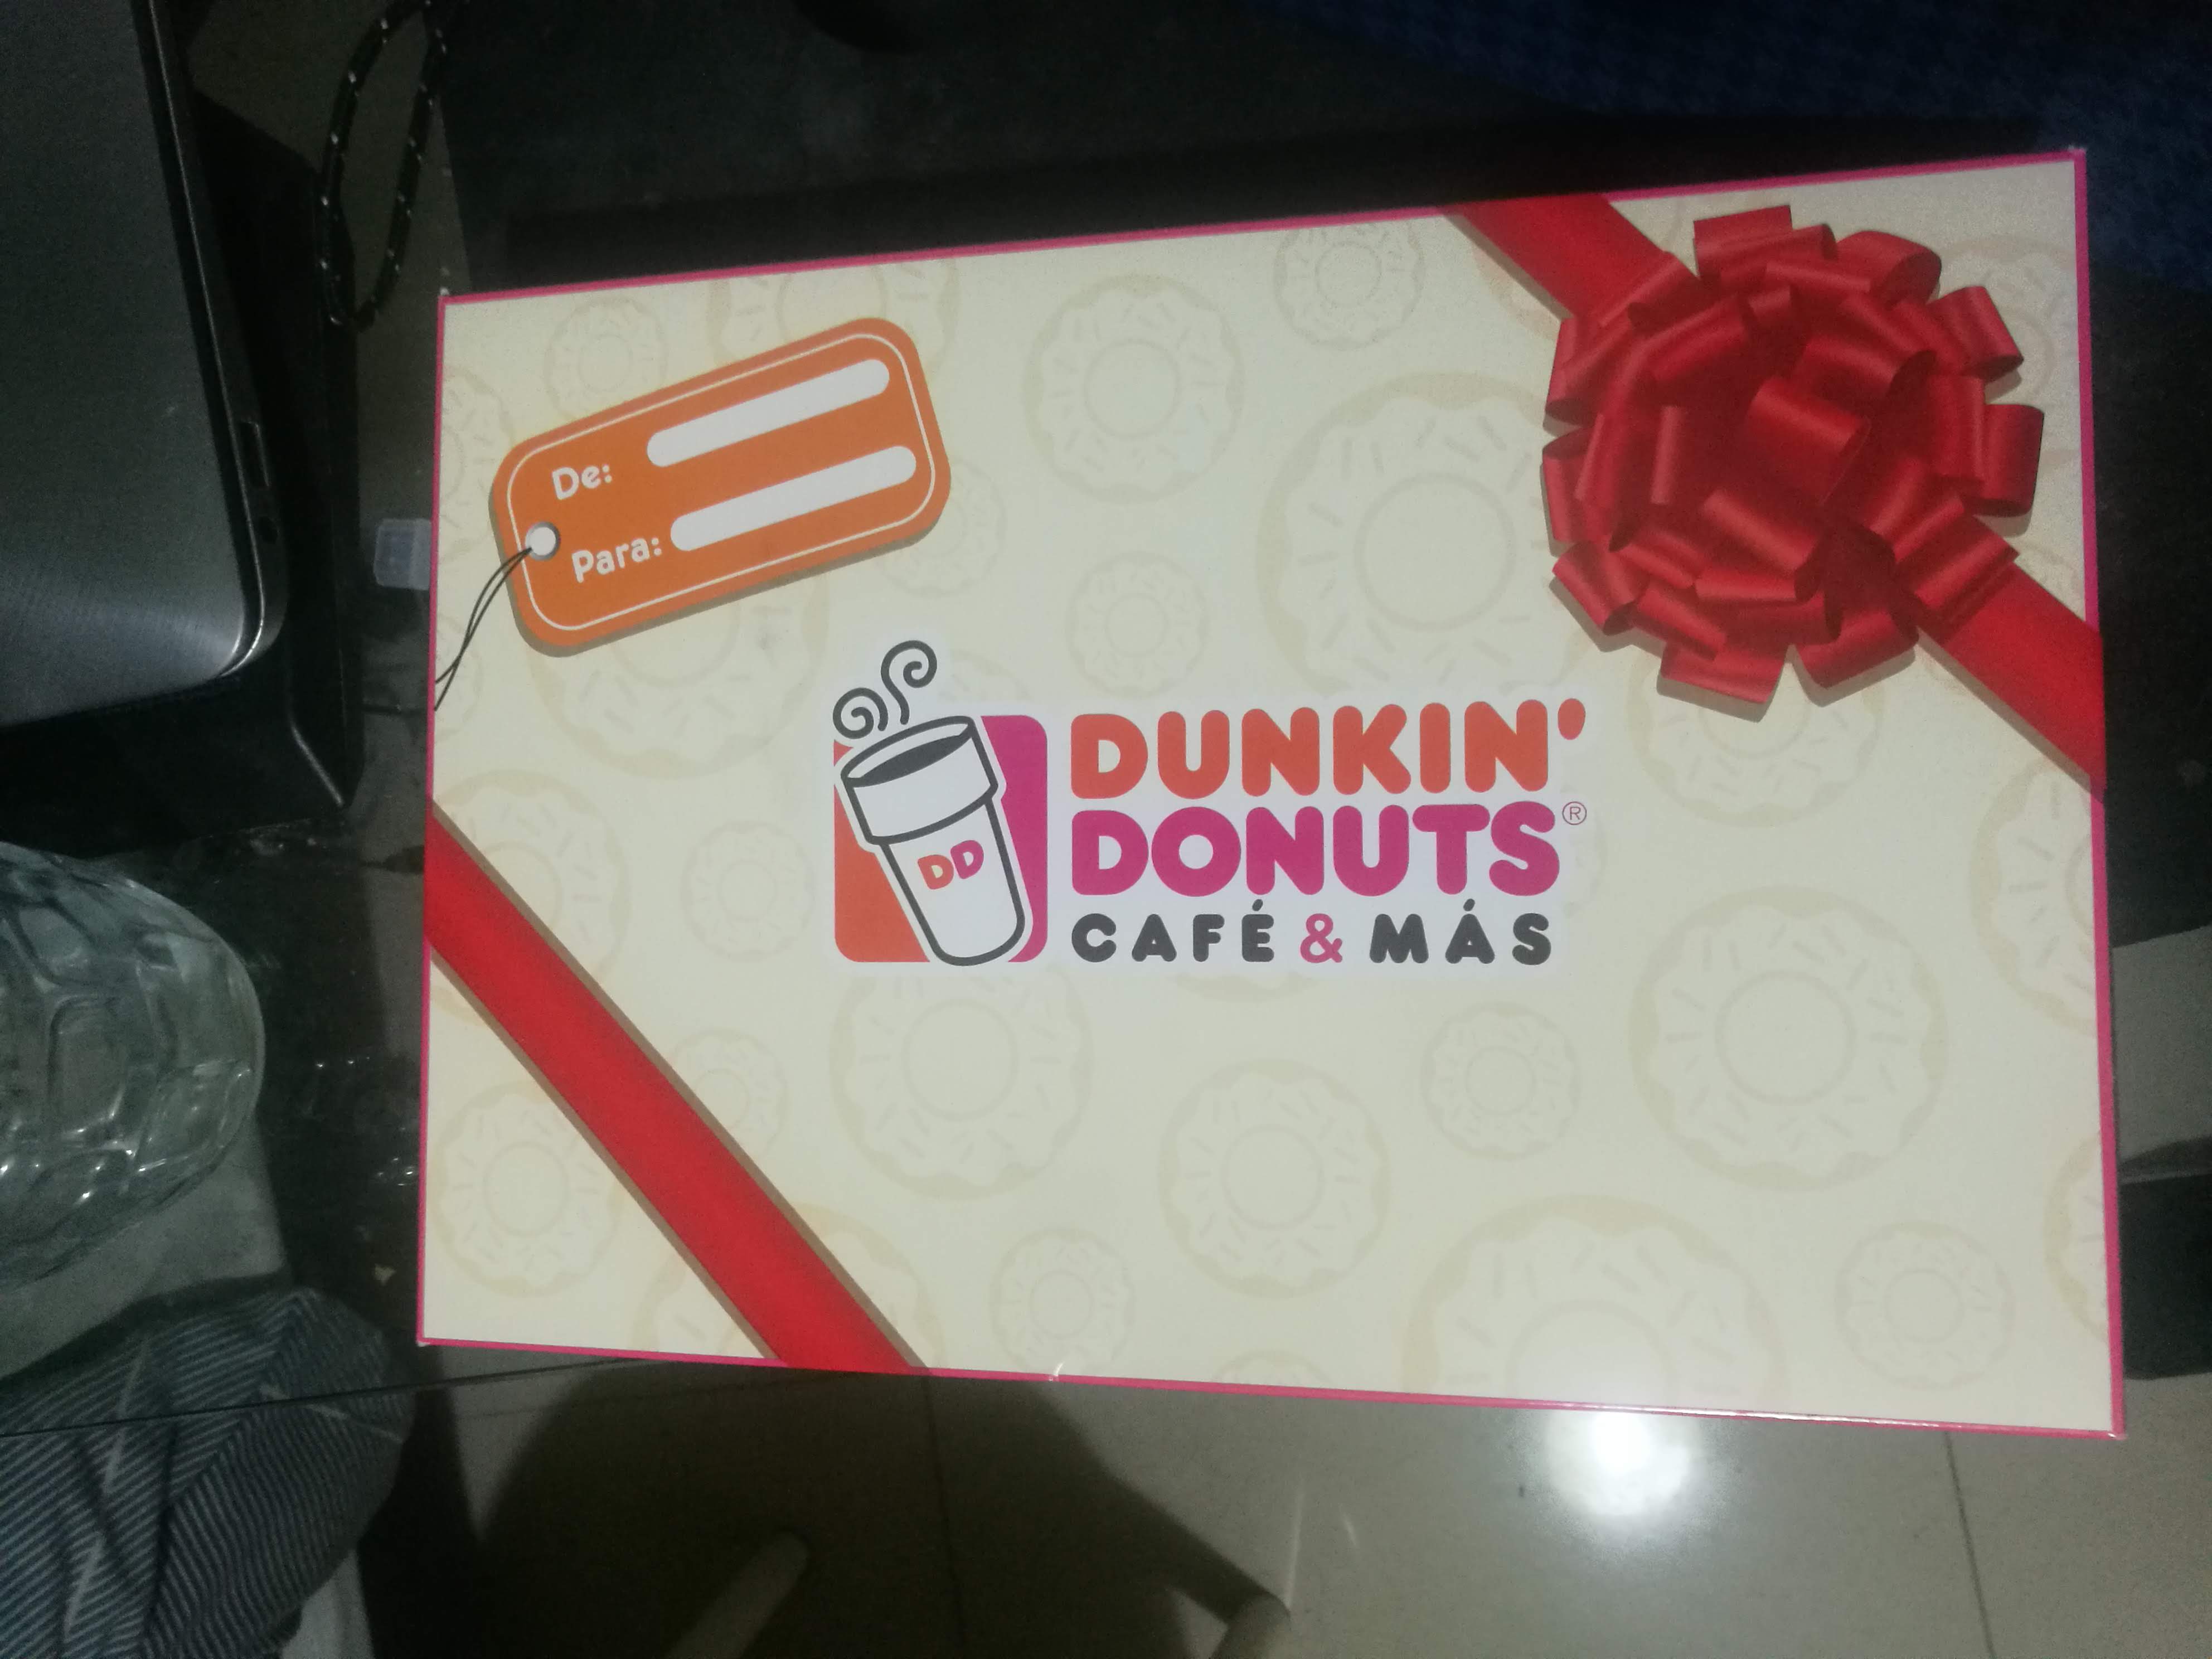 De:
Para:
DD
DUNKIN'
DONUTS®
CAFÉ & MÁS